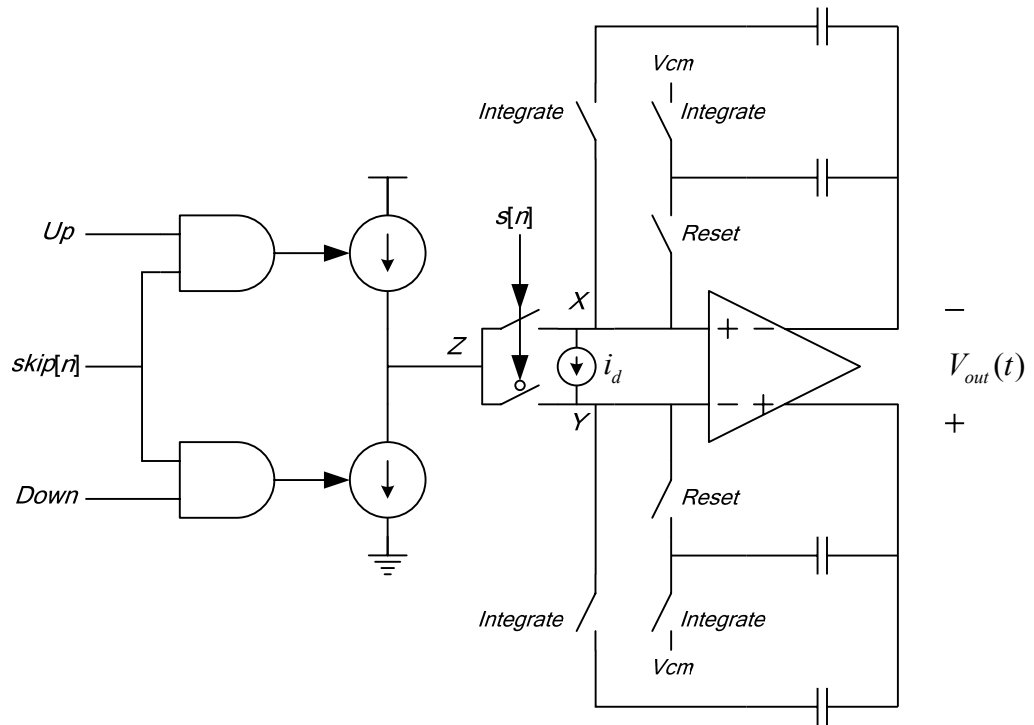 Vcm
Integrate
Integrate
Up
s[n]
Reset
X
Z
+ −
−
skip[n]
i_d
V_out(t)
− +
+
Y
Down
Reset
Integrate
Integrate
Vcm